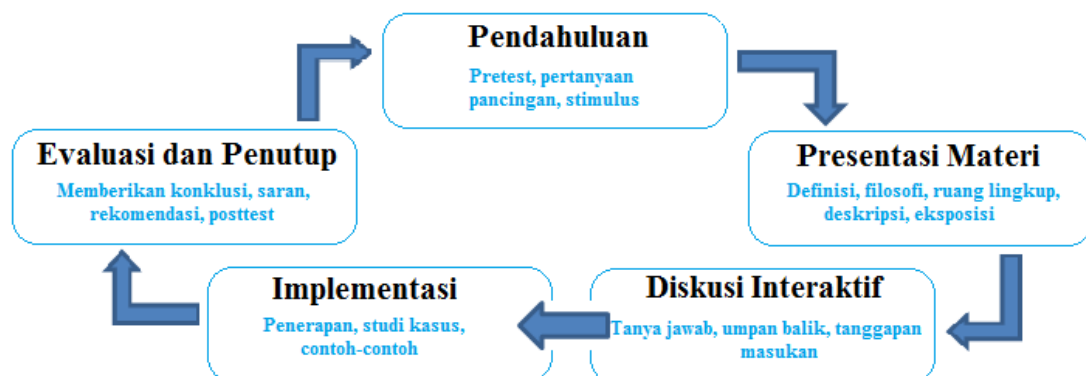 Pendahuluan
Pretest, pertanyaan
pancingan, stimulus
Presentasi Materi
Definisi, filosofi, ruang lingkup,
deskripsi, eksposisi
Diskusi Interaktif
Tanya jawab, umpan balik, tanggapan
masukan
Implementasi
Penerapan, studi kasus,
contoh-contoh
Evaluasi dan Penutup
Memberikan konklusi, saran,
rekomendasi, posttest